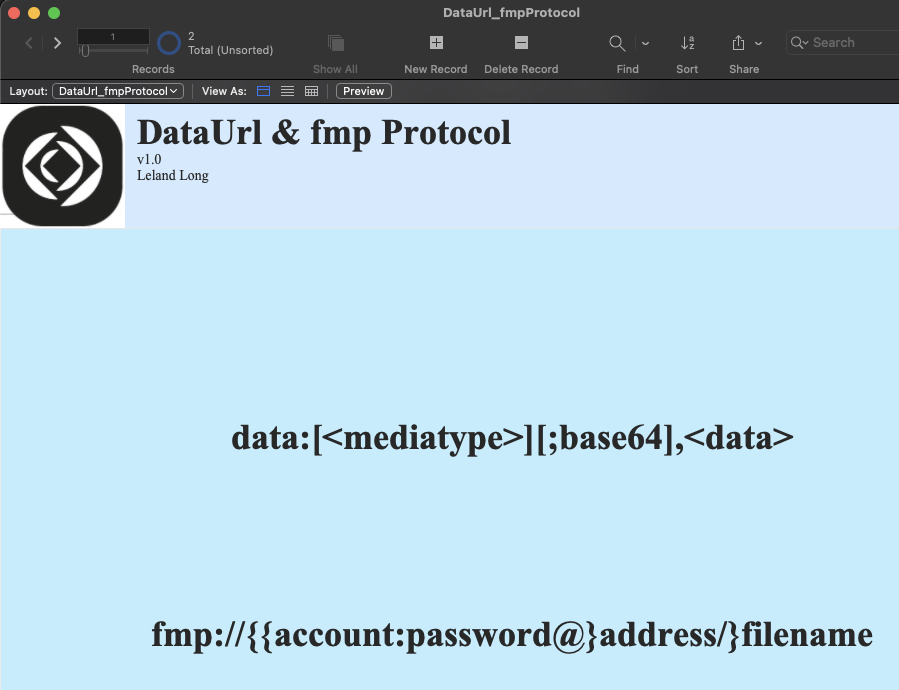 DataUrl_fmpProtocol
1
2
Total (Unsorted)
Records
Show All
New Record
Delete Record
Find
Sort
Share
Search
Layout: DataUrl_fmpProtocol View As: Preview
DataUrl & fmp Protocol
v1.0
Leland Long
data:[<mediatype>][;base64],<data>
fmp://{{account:password@}address/}filename